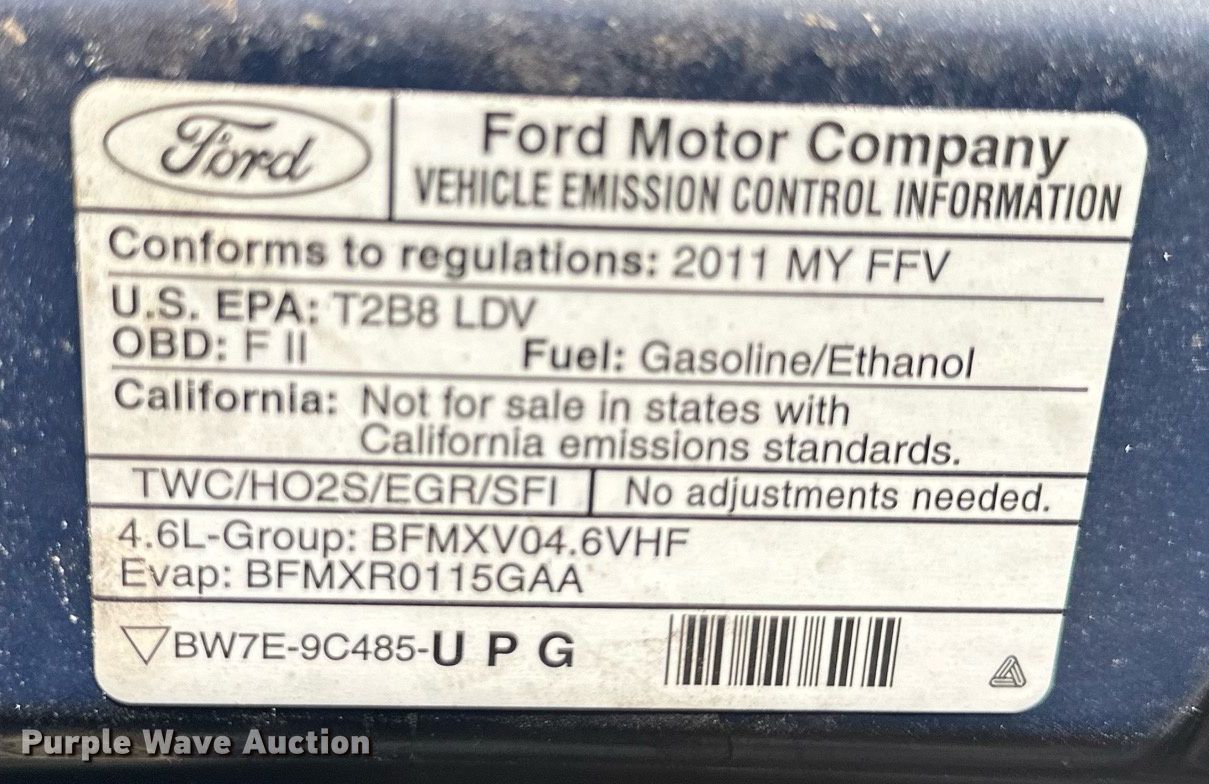 Ford
Ford Motor Company
VEHICLE EMISSION CONTROL INFORMATION
Conforms to regulations: 2011 MY FFV
U.S. EPA: T2B8 LDV
OBD: F II Fuel: Gasoline/Ethanol
California: Not for sale in states with
California emissions standards.
TWC/HO2S/EGR/SFI No adjustments needed.
4.6L-Group: BFMXV04.6VHF
Evap: BFMXR0115GAA
BW7E-9C485-U P G
Purple Wave Auction